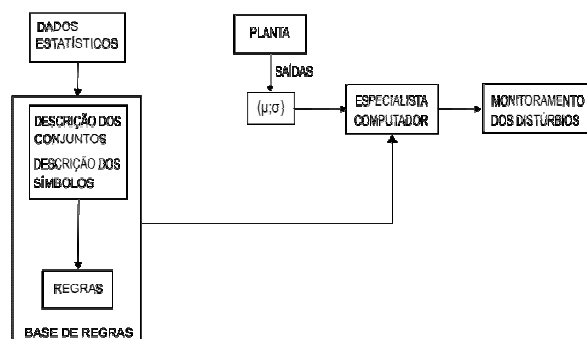 DADOS
ESTATÍSTICOS
PLANTA
SAÍDAS
(μ;σ)
ESPECIALISTA
COMPUTADOR
MONITORAMENTO
DOS DISTÚRBIOS
DESCRIÇÃO DOS
CONJUNTOS
DESCRIÇÃO DOS
SÍMBOLOS
REGRAS
BASE DE REGRAS